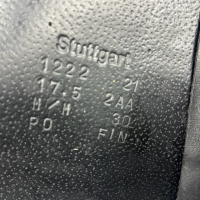 Stuttgart
1222 21
17.5 2AA
H/H 30
PO FIN